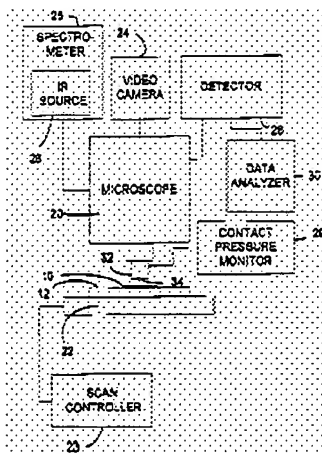 25
24
SPECTRO-
METER
IR
SOURCE
VIDEO
CAMERA
DETECTOR
28
26
MICROSCOPE
20
DATA
ANALYZER
30
CONTACT
PRESSURE
MONITOR
32
10
12
34
22
SCAN
CONTROLLER
23